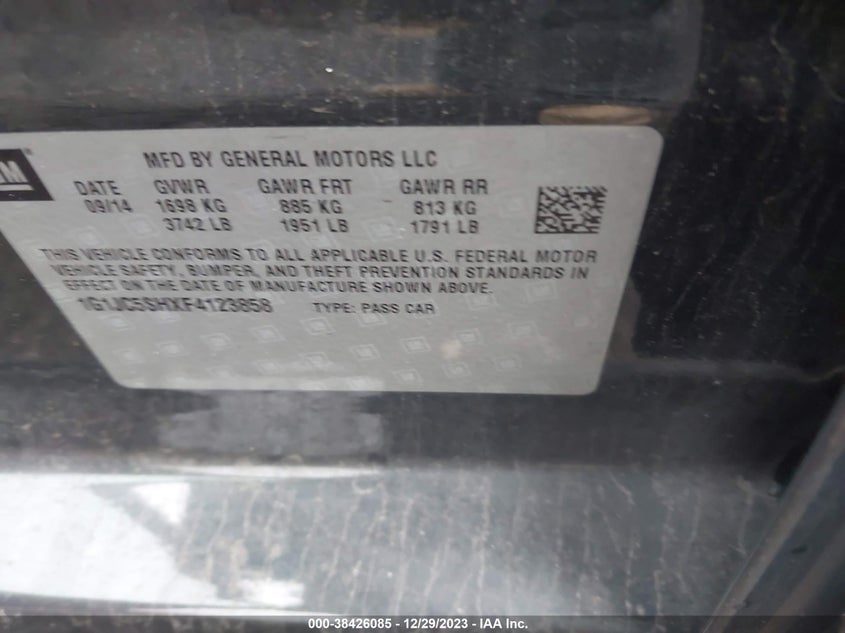 GM®
MFD BY GENERAL MOTORS LLC
DATE GVWR GAWR FRT GAWR RR
09/14 1698 KG 885 KG 813 KG
3742 LB 1951 LB 1791 LB
THIS VEHICLE CONFORMS TO ALL APPLICABLE U.S. FEDERAL MOTOR
VEHICLE SAFETY, BUMPER, AND THEFT PREVENTION STANDARDS IN
EFFECT ON THE DATE OF MANUFACTURE SHOWN ABOVE.
1G1JC5SHXF4123858 TYPE: PASS CAR
000-38426085 - 12/29/2023 - IAA Inc.